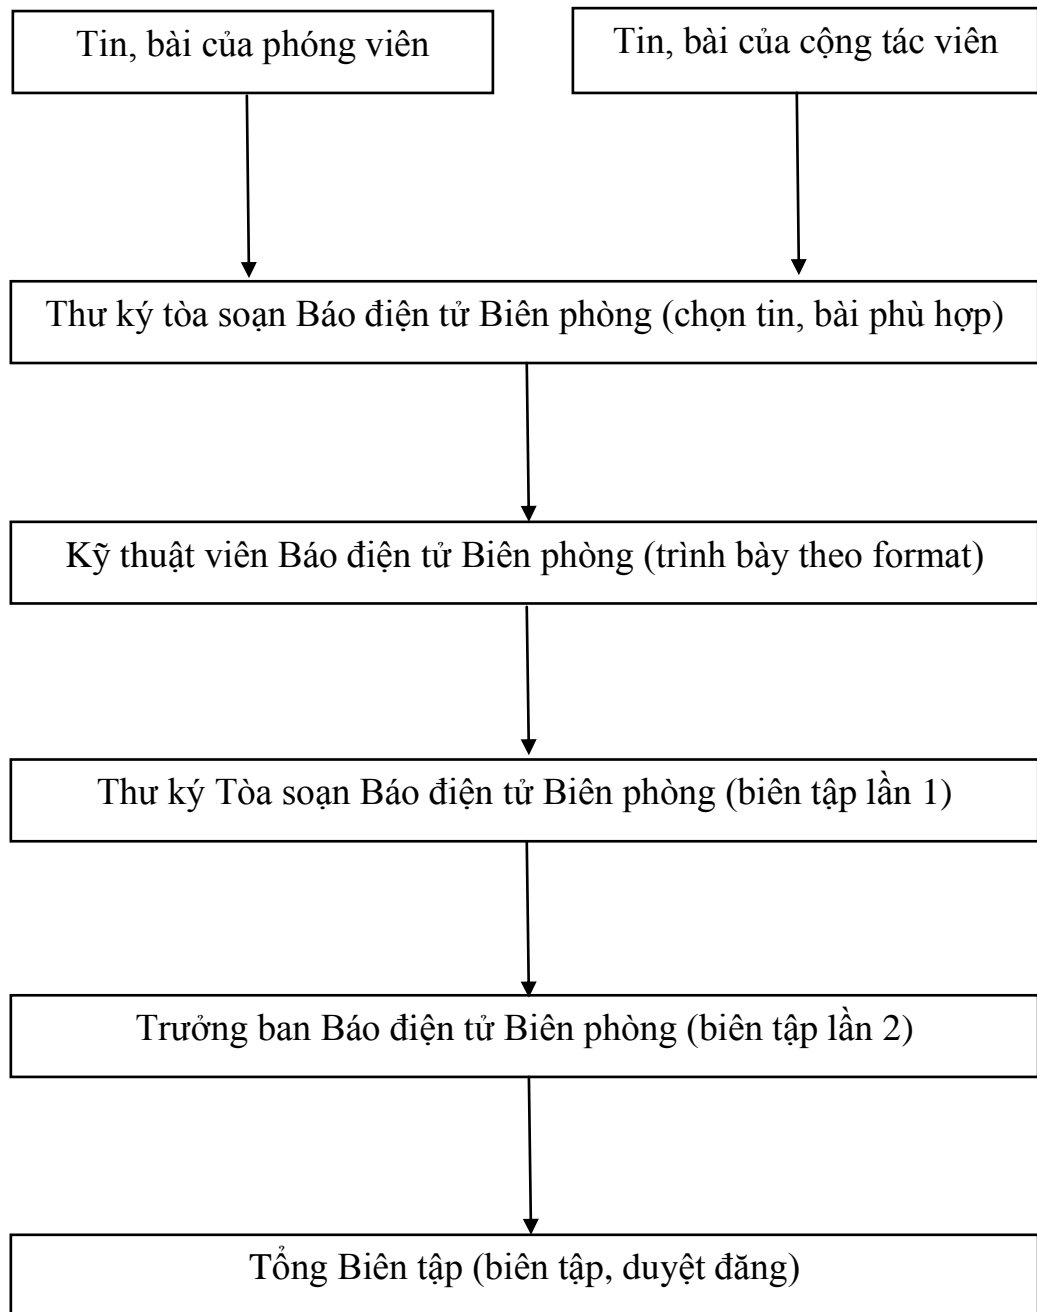 Tin, bài của phóng viên
Tin, bài của cộng tác viên
Thư ký tòa soạn Báo điện tử Biên phòng (chọn tin, bài phù hợp)
Kỹ thuật viên Báo điện tử Biên phòng (trình bày theo format)
Thư ký Tòa soạn Báo điện tử Biên phòng (biên tập lần 1)
Trưởng ban Báo điện tử Biên phòng (biên tập lần 2)
Tổng Biên tập (biên tập, duyệt đăng)